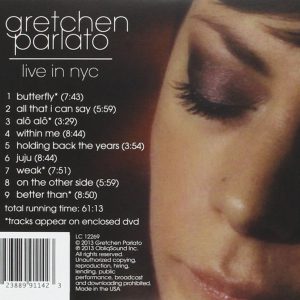 gretchen
parlato
live in nyc
1 butterfly* (7:43)
2 all that i can say (5:59)
3 alô alô* (3:29)
4 within me (8:44)
5 holding back the years (3:54)
6 juju (8:44)
7 weak* (7:51)
8 on the other side (5:59)
9 better than* (8:50)
total running time: 61:13
*tracks appear on enclosed dvd
LC 12269
℗ 2013 Gretchen Parlato
© 2013 ObliqSound Inc.
All rights reserved.
Unauthorized copying,
reproduction, hiring,
lending, public
performance, broadcast
and downloading prohibited.
Made in the USA
23889 91142 3